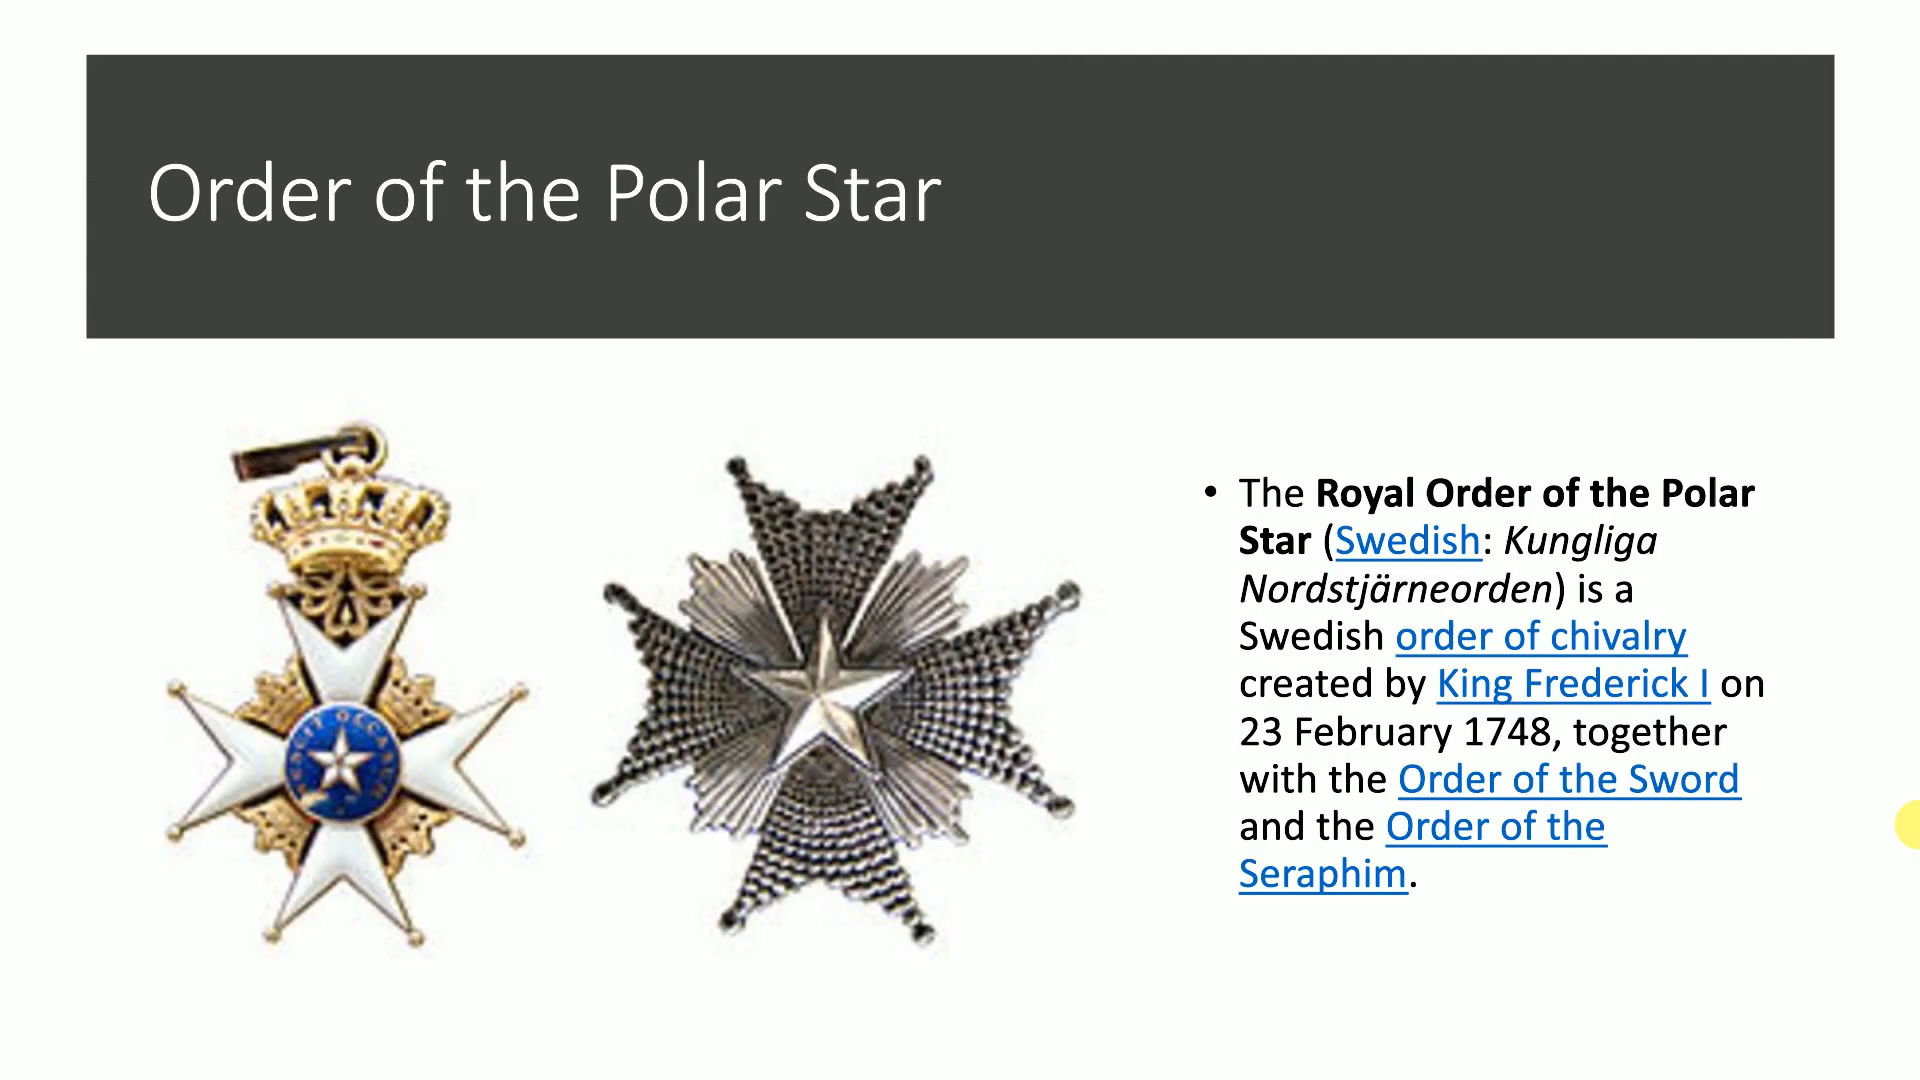 Order of the Polar Star
• The Royal Order of the Polar
Star (Swedish: Kungliga
Nordstjärneorden) is a
Swedish order of chivalry
created by King Frederick I on
23 February 1748, together
with the Order of the Sword
and the Order of the
Seraphim.